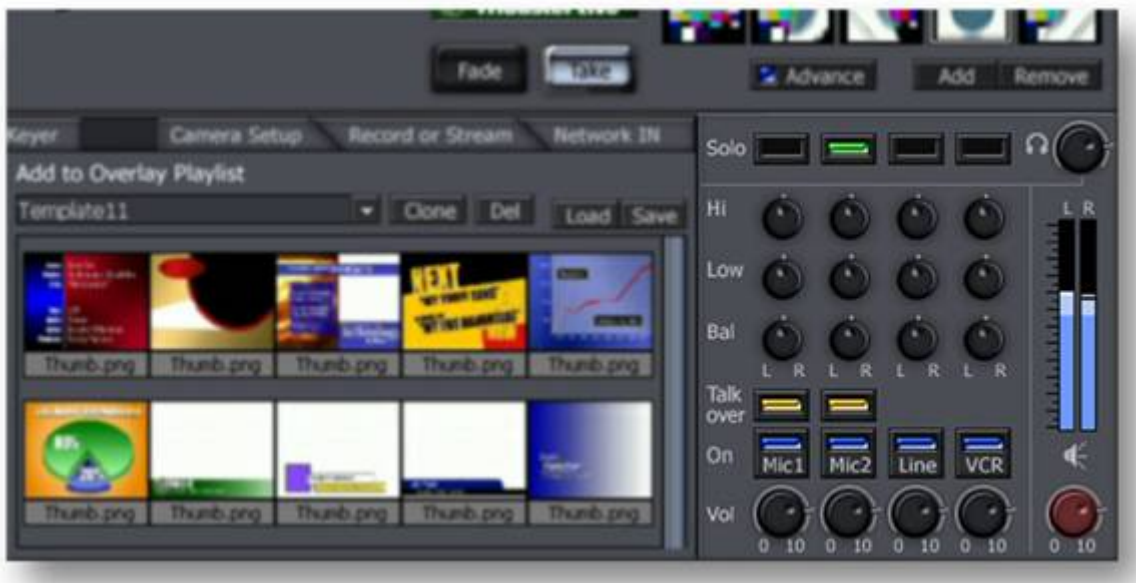 Fade Take
Advance Add Remove
Keyer Camera Setup Record or Stream Network IN
Add to Overlay Playlist
Template11 Clone Del Load Save
Thumb.png Thumb.png Thumb.png Thumb.png Thumb.png
Thumb.png Thumb.png Thumb.png Thumb.png Thumb.png
Solo
L R
Hi
Low
Bal
L R L R L R L R
Talk
over
On Mic1 Mic2 Line VCR
Vol
0 10 0 10 0 10 0 10 0 10